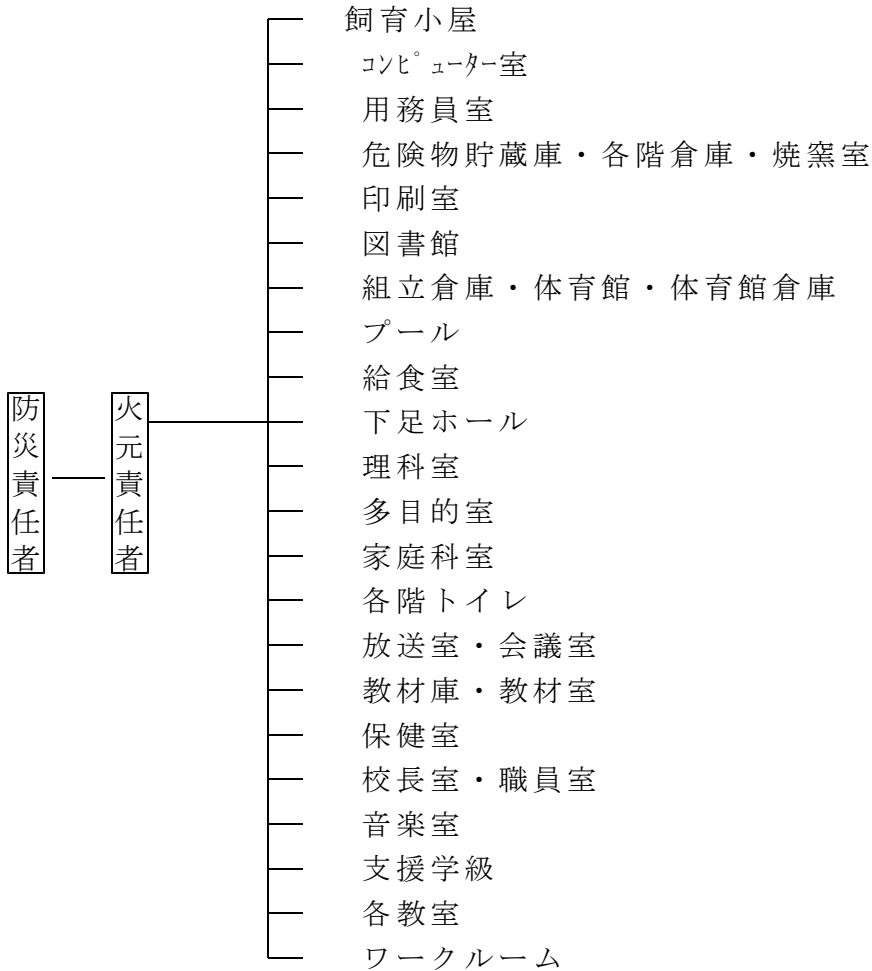 飼育小屋
コンピューター室
用務員室
危険物貯蔵庫・各階倉庫・焼窯室
印刷室
図書館
組立倉庫・体育館・体育館倉庫
プール
給食室
下足ホール
理科室
多目的室
家庭科室
各階トイレ
放送室・会議室
教材庫・教材室
保健室
校長室・職員室
音楽室
支援学級
各教室
ワークルーム
防災責任者
火元責任者